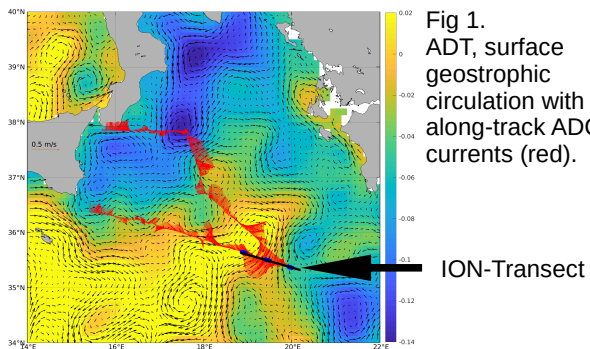 40°N
39°N
38°N
37°N
36°N
35°N
34°N
14°E
16°E
18°E
20°E
22°E
0.5 m/s
0.02
0
-0.02
-0.04
-0.06
-0.08
-0.1
-0.12
-0.14
Fig 1.
ADT, surface
geostrophic
circulation with
along-track ADC
currents (red).
ION-Transect